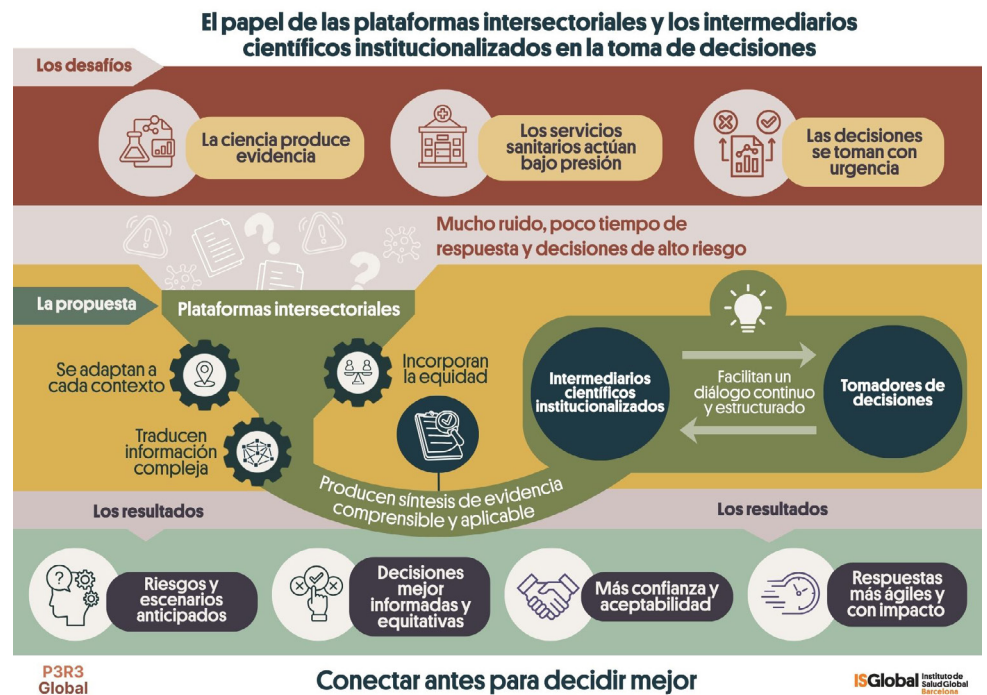 El papel de las plataformas intersectoriales y los intermediarios
científicos institucionalizados en la toma de decisiones
Los desafíos
La ciencia produce
evidencia
Los servicios
sanitarios actúan
bajo presión
Las decisiones
se toman con
urgencia
Mucho ruido, poco tiempo de
respuesta y decisiones de alto riesgo
La propuesta
Plataformas intersectoriales
Se adaptan a
cada contexto
Incorporan
la equidad
Traducen
información
compleja
Producen síntesis de evidencia
comprensible y aplicable
Intermediarios
científicos
institucionalizados
Facilitan un
diálogo continuo
y estructurado
Tomadores de
decisiones
Los resultados
Los resultados
Riesgos y
escenarios
anticipados
Decisiones
mejor
informadas y
equitativas
Más confianza y
aceptabilidad
Respuestas
más ágiles y
con impacto
P3R3
Global
Conectar antes para decidir mejor
ISGlobal Instituto de
Salud Global
Barcelona